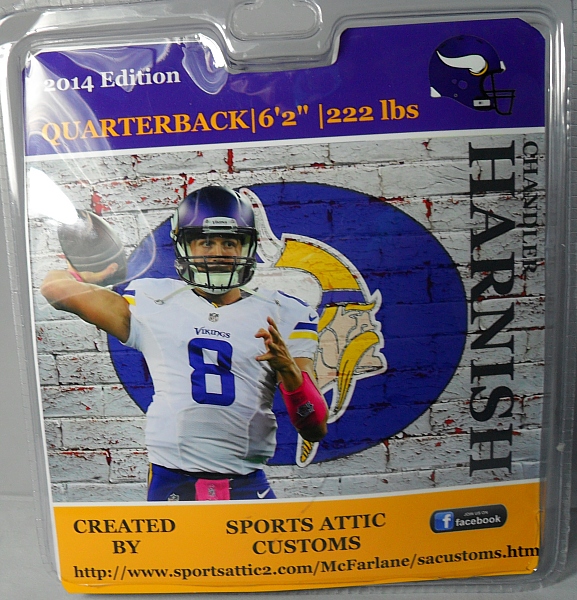 2014 Edition
QUARTERBACK|6'2" |222 lbs
CHANDLER
HARNISH
VIKINGS
8
CREATED
BY
SPORTS ATTIC
CUSTOMS
JOIN US ON
facebook
http://www.sportsattic2.com/McFarlane/sacustoms.htm